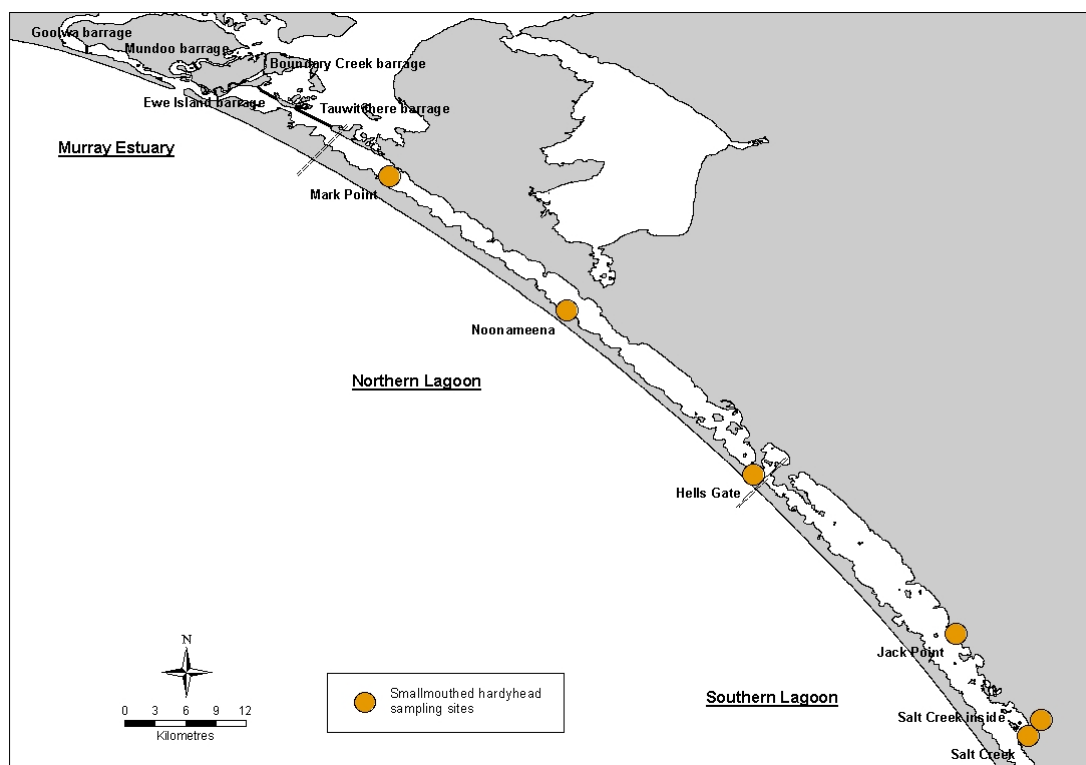 Goolwa barrage
Mundoo barrage
Boundary Creek barrage
Ewe Island barrage
Tauwitchere barrage
Murray Estuary
Mark Point
Noonameena
Northern Lagoon
Hells Gate
Jack Point
Southern Lagoon
Salt Creek inside
Salt Creek
N
0 3 6 9 12
Kilometres
Smallmouthed hardyhead
sampling sites